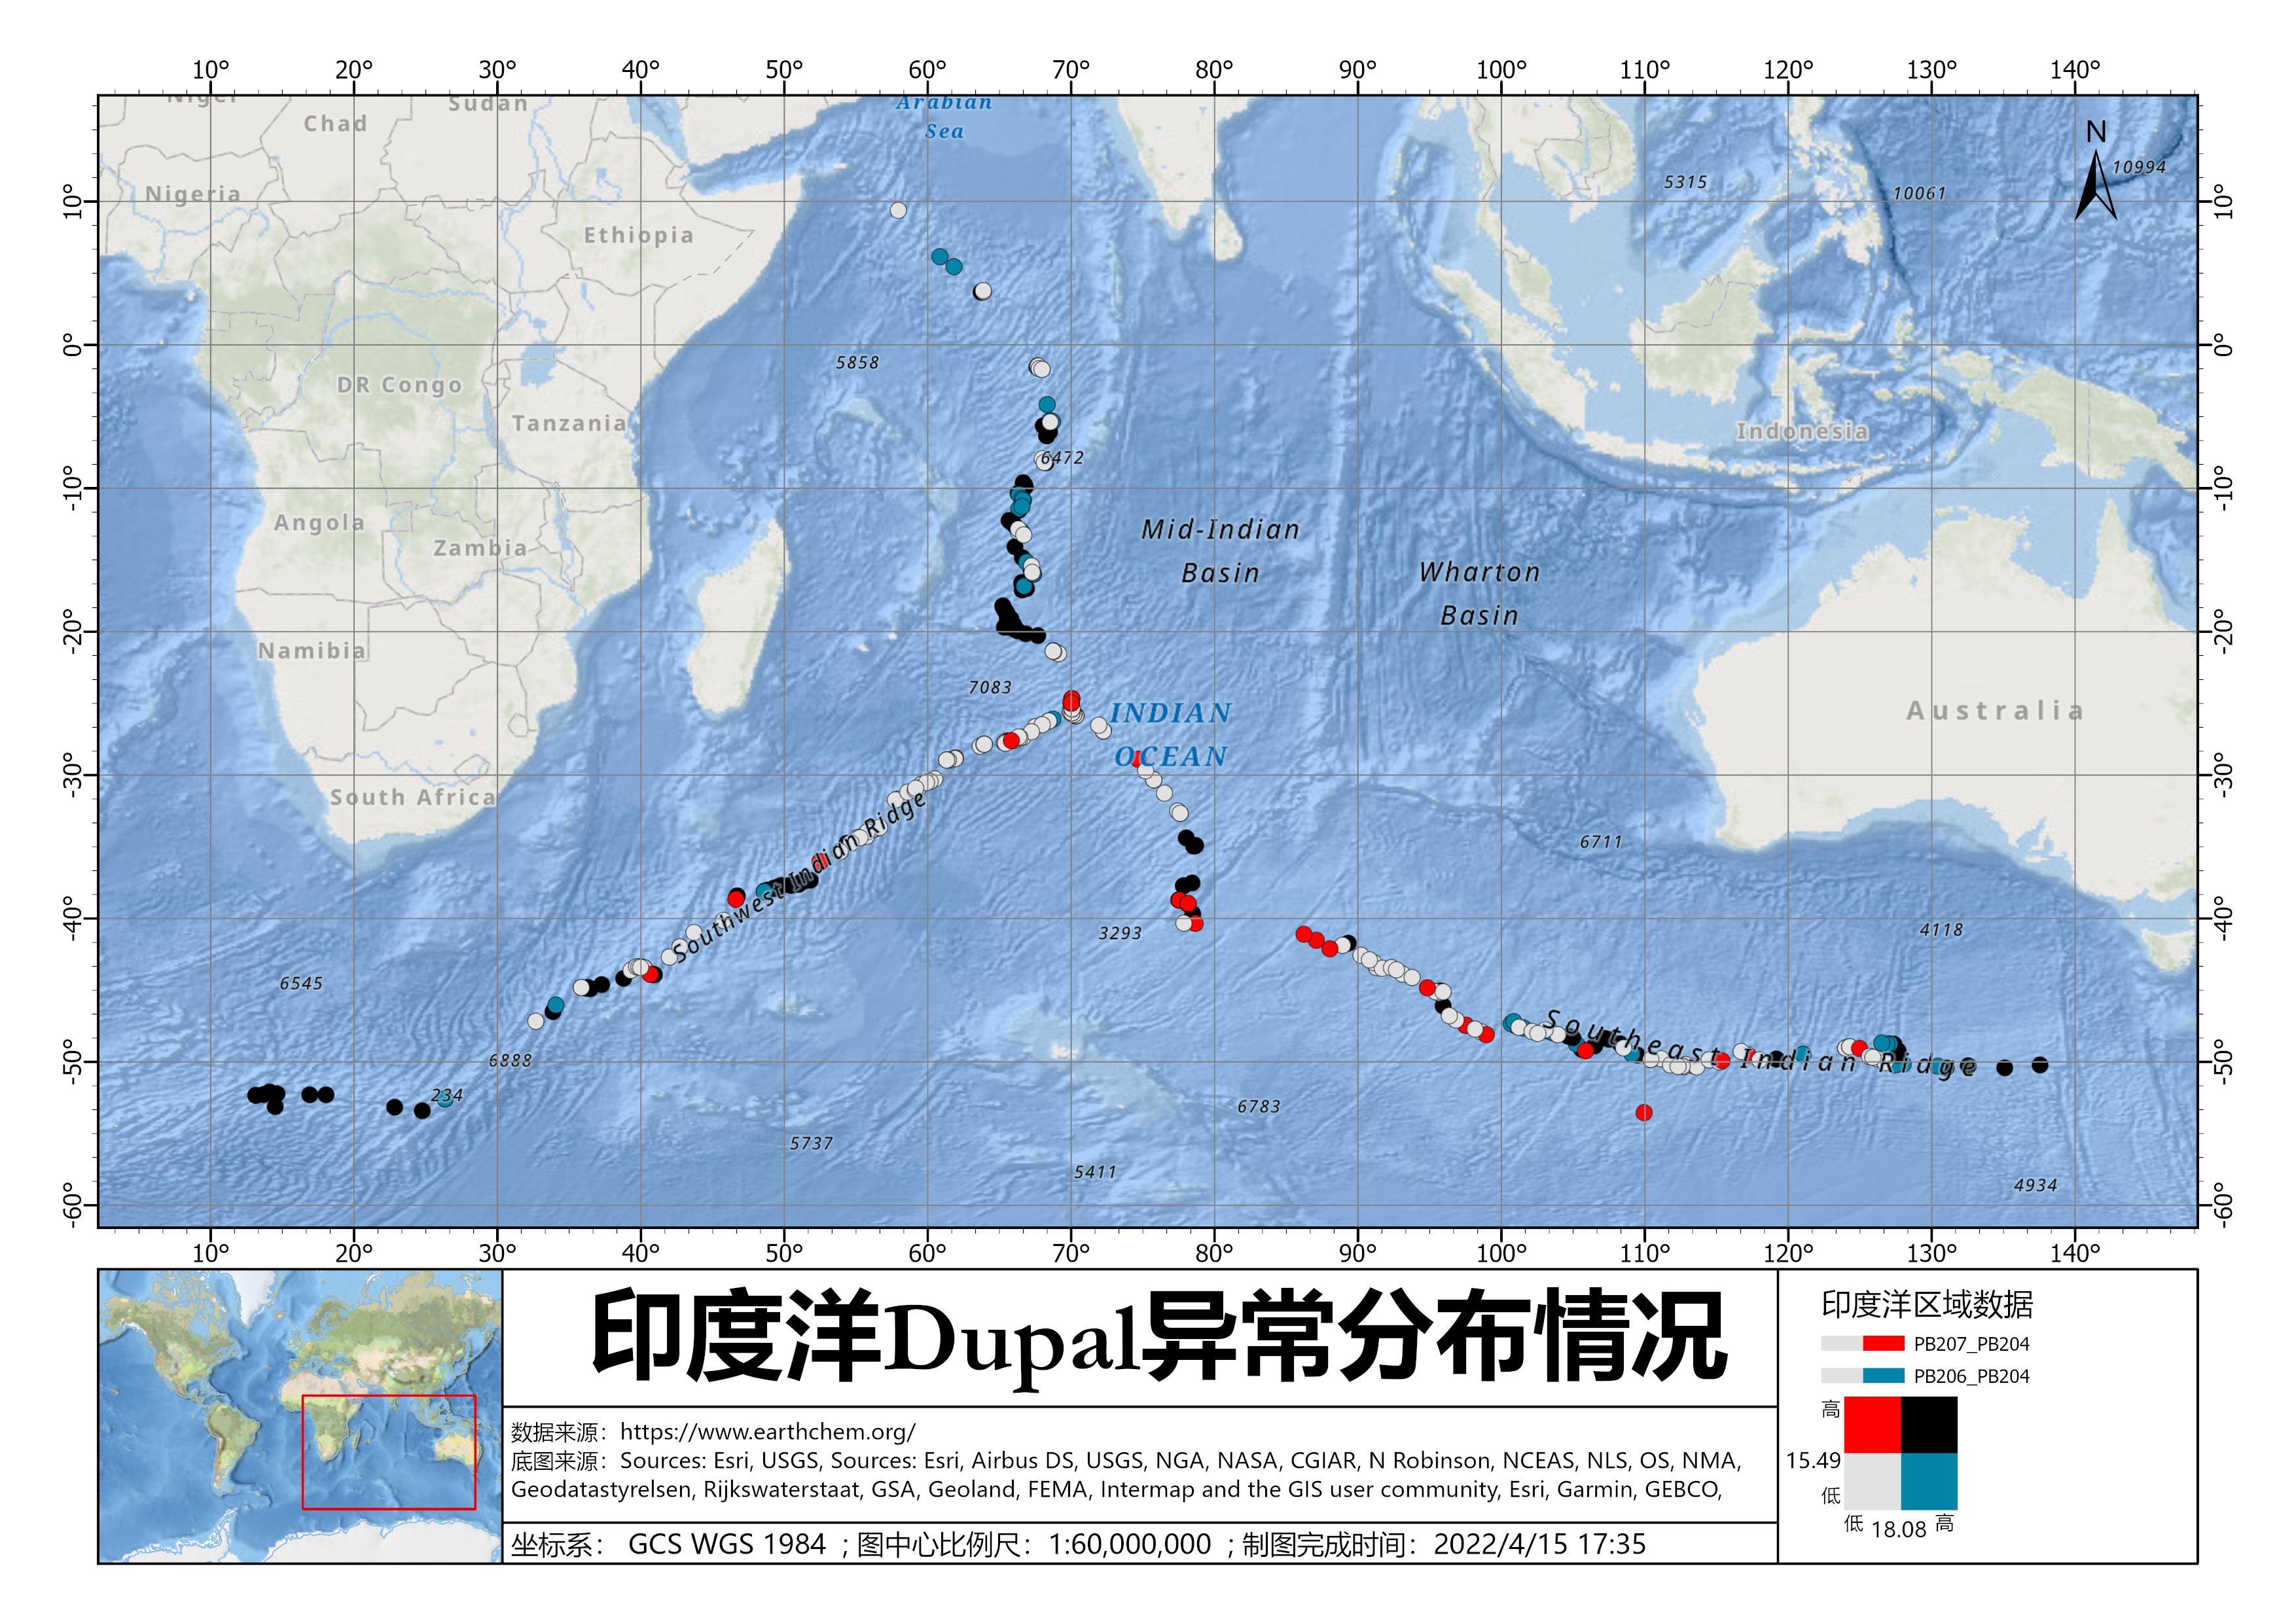 10° 20° 30° 40° 50° 60° 70° 80° 90° 100° 110° 120° 130° 140°
Niger
Sudan
Arabian
Sea
Chad
N
10994
Nigeria
5315
10061
10° 10°
Ethiopia
0° 0°
5858
DR Congo
Tanzania
Indonesia
6472
-10° -10°
Angola
Zambia
Mid-Indian
Basin
Wharton
Basin
-20° -20°
Namibia
7083
INDIAN
OCEAN
Australia
-30° -30°
South Africa
Southwest Indian Ridge
6711
-40° -40°
3293
4118
6545
Southeast Indian Ridge
-50° -50°
6888
234
6783
5737
5411
4934
-60° -60°
10° 20° 30° 40° 50° 60° 70° 80° 90° 100° 110° 120° 130° 140°
印度洋Dupal异常分布情况
数据来源：https://www.earthchem.org/
底图来源：Sources: Esri, USGS, Sources: Esri, Airbus DS, USGS, NGA, NASA, CGIAR, N Robinson, NCEAS, NLS, OS, NMA,
Geodatastyrelsen, Rijkswaterstaat, GSA, Geoland, FEMA, Intermap and the GIS user community, Esri, Garmin, GEBCO,
坐标系： GCS WGS 1984 ；图中心比例尺：1:60,000,000 ；制图完成时间：2022/4/15 17:35
印度洋区域数据
PB207_PB204
PB206_PB204
高
15.49
低
低 18.08 高